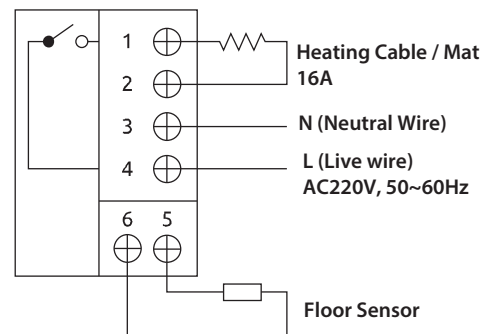 1
Heating Cable / Mat
16A
2
3
N (Neutral Wire)
4
L (Live wire)
AC220V, 50~60Hz
6 5
Floor Sensor